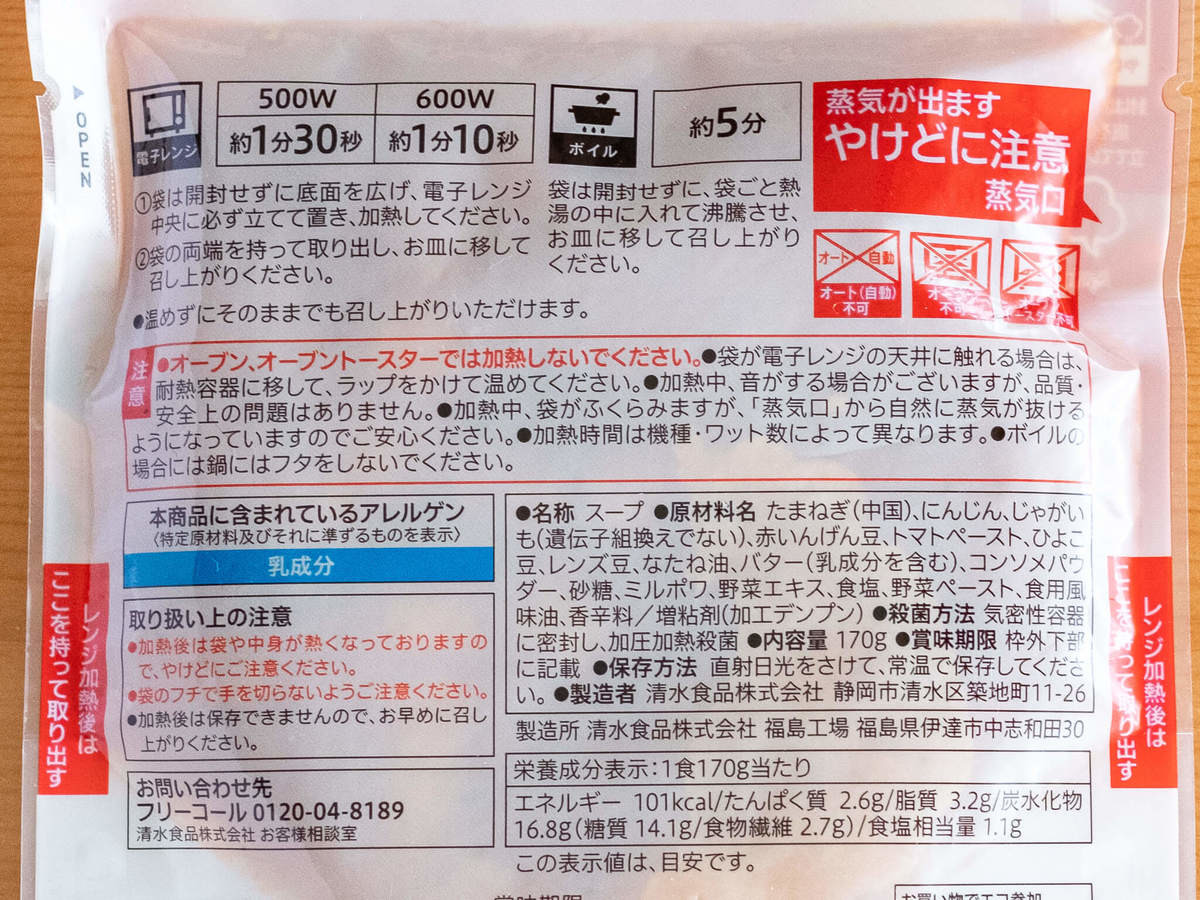 ▶OPEN
電子レンジ
500W 600W
約1分30秒 約1分10秒
ボイル
約5分
蒸気が出ます
やけどに注意
蒸気口
①袋は開封せずに底面を広げ、電子レンジ
中央に必ず立てて置き、加熱してください。
②袋の両端を持って取り出し、お皿に移して
召し上がりください。
●温めずにそのままでも召し上がりいただけます。
袋は開封せずに、袋ごと熱
湯の中に入れて沸騰させ、
お皿に移して召し上がり
ください。
オート 自動
オート(自動)
不可
不可
トースター不可
注意
●オーブン、オーブントースターでは加熱しないでください。●袋が電子レンジの天井に触れる場合は、
耐熱容器に移して、ラップをかけて温めてください。●加熱中、音がする場合がございますが、品質・
安全上の問題はありません。●加熱中、袋がふくらみますが、「蒸気口」から自然に蒸気が抜ける
ようになっていますのでご安心ください。●加熱時間は機種・ワット数によって異なります。●ボイルの
場合には鍋にはフタをしないでください。
本商品に含まれているアレルゲン
〈特定原材料及びそれに準ずるものを表示〉
乳成分
取り扱い上の注意
●加熱後は袋や中身が熱くなっておりますの
で、やけどにご注意ください。
●袋のフチで手を切らないようご注意ください。
●加熱後は保存できませんので、お早めに召し
上がりください。
お問い合わせ先
フリーコール 0120-04-8189
清水食品株式会社 お客様相談室
●名称 スープ ●原材料名 たまねぎ(中国)、にんじん、じゃがい
も(遺伝子組換えでない)、赤いんげん豆、トマトペースト、ひよこ
豆、レンズ豆、なたね油、バター(乳成分を含む)、コンソメパウ
ダー、砂糖、ミルポワ、野菜エキス、食塩、野菜ペースト、食用風
味油、香辛料/増粘剤(加工デンプン) ●殺菌方法 気密性容器
に密封し、加圧加熱殺菌 ●内容量 170g ●賞味期限 枠外下部
に記載 ●保存方法 直射日光をさけて、常温で保存してくださ
い。●製造者 清水食品株式会社 静岡市清水区築地町11-26
製造所 清水食品株式会社 福島工場 福島県伊達市中志和田30
栄養成分表示:1食170g当たり
エネルギー 101kcal/たんぱく質 2.6g/脂質 3.2g/炭水化物
16.8g(糖質 14.1g/食物繊維 2.7g)/食塩相当量 1.1g
この表示値は、目安です。
レンジ加熱後は
ここを持って取り出す
レンジ加熱後は
ここを持って取り出す
賞味期限
お買い物でエコ参加